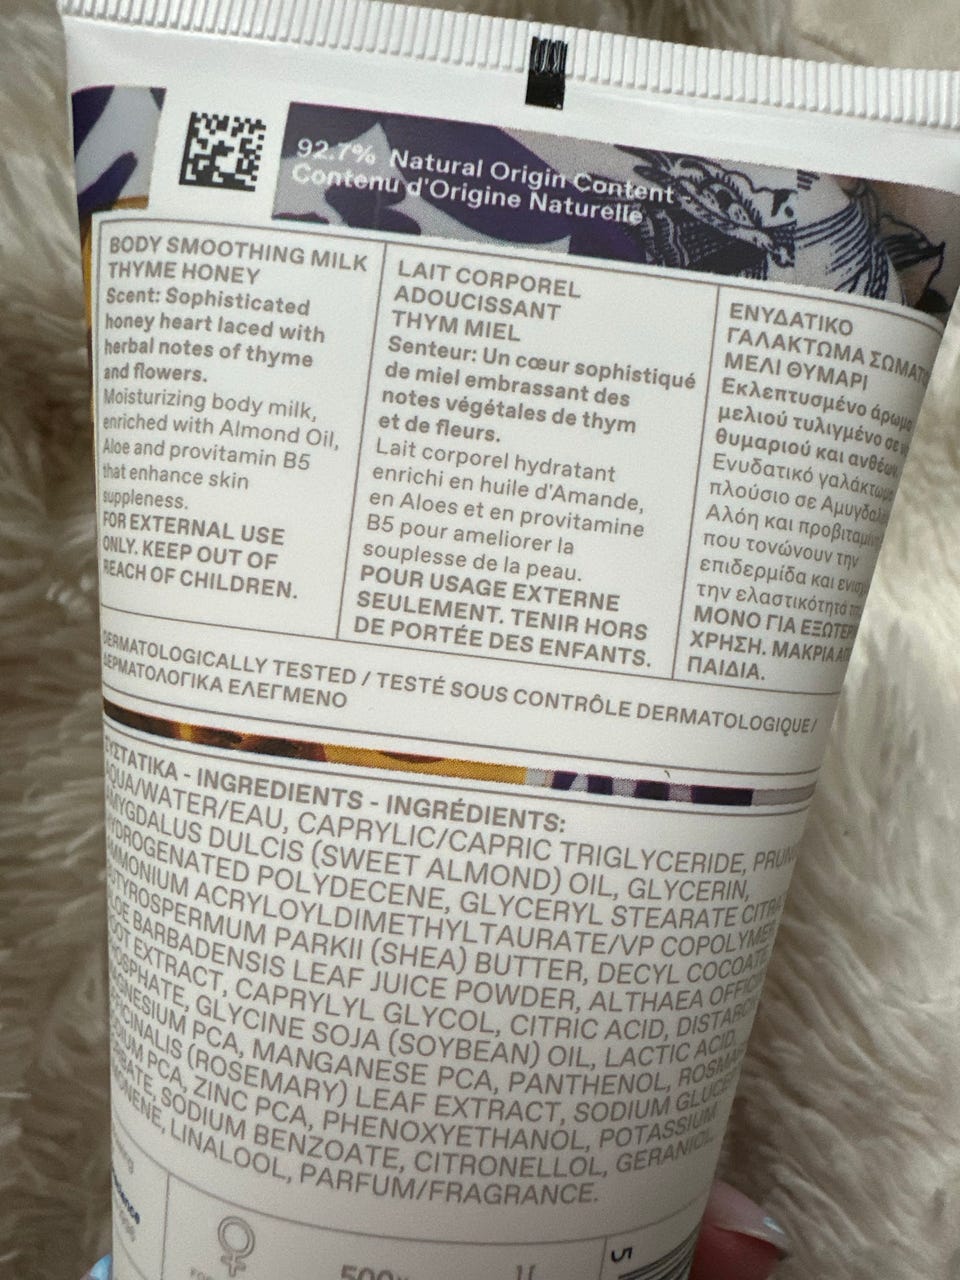 92.7% Natural Origin Content
Contenu d'Origine Naturelle
BODY SMOOTHING MILK
THYME HONEY
Scent: Sophisticated
honey heart laced with
herbal notes of thyme
and flowers.
Moisturizing body milk,
enriched with Almond Oil,
Aloe and provitamin B5
that enhance skin
suppleness.
FOR EXTERNAL USE
ONLY. KEEP OUT OF
REACH OF CHILDREN.
LAIT CORPOREL
ADOUCISSANT
THYM MIEL
Senteur: Un cœur sophistiqué
de miel embrassant des
notes végétales de thym
et de fleurs.
Lait corporel hydratant
enrichi en huile d'Amande,
en Aloes et en provitamine
B5 pour ameliorer la
souplesse de la peau.
POUR USAGE EXTERNE
SEULEMENT. TENIR HORS
DE PORTÉE DES ENFANTS.
ΕΝΥΔΑΤΙΚΟ
ΓΑΛΑΚΤΩΜΑ
ΜΕΛΙ ΘΥΜΑΡΙ
Εκλεπτυσμένο
μελιού τυλιγμένο σε
θυμαριού και
Ενυδατικό
πλούσιο σε
Αλόη και
που τονώνουν την
επιδερμίδα και
την ελαστικότητά
ΜΟΝΟ ΓΙΑ
ΧΡΗΣΗ. ΜΑΚΡΙΑ
ΠΑΙΔΙΑ.
DERMATOLOGICALLY TESTED / TESTÉ SOUS CONTRÔLE DERMATOLOGIQUE/
ΔΕΡΜΑΤΟΛΟΓΙΚΑ ΕΛΕΓΜΕΝΟ
ΣΥΣΤΑΤΙΚΑ - INGREDIENTS - INGRÉDIENTS:
AQUA/WATER/EAU, CAPRYLIC/CAPRIC TRIGLYCERIDE,
AMYGDALUS DULCIS (SWEET ALMOND) OIL, GLYCERIN,
HYDROGENATED POLYDECENE, GLYCERYL STEARATE
AMMONIUM ACRYLOYLDIMETHYLTAURATE/VP COPOLYMER
BUTYROSPERMUM PARKII (SHEA) BUTTER, DECYL COCOATE
ALOE BARBADENSIS LEAF JUICE POWDER, ALTHAEA
ROOT EXTRACT, CAPRYLYL GLYCOL, CITRIC ACID,
PHOSPHATE, GLYCINE SOJA (SOYBEAN) OIL, LACTIC ACID,
MAGNESIUM PCA, MANGANESE PCA, PANTHENOL,
OFFICINALIS (ROSEMARY) LEAF EXTRACT, SODIUM
SODIUM PCA, ZINC PCA, PHENOXYETHANOL, POTASSIUM
SORBATE, SODIUM BENZOATE, CITRONELLOL, GERANIOL,
LIMONENE, LINALOOL, PARFUM/FRAGRANCE.